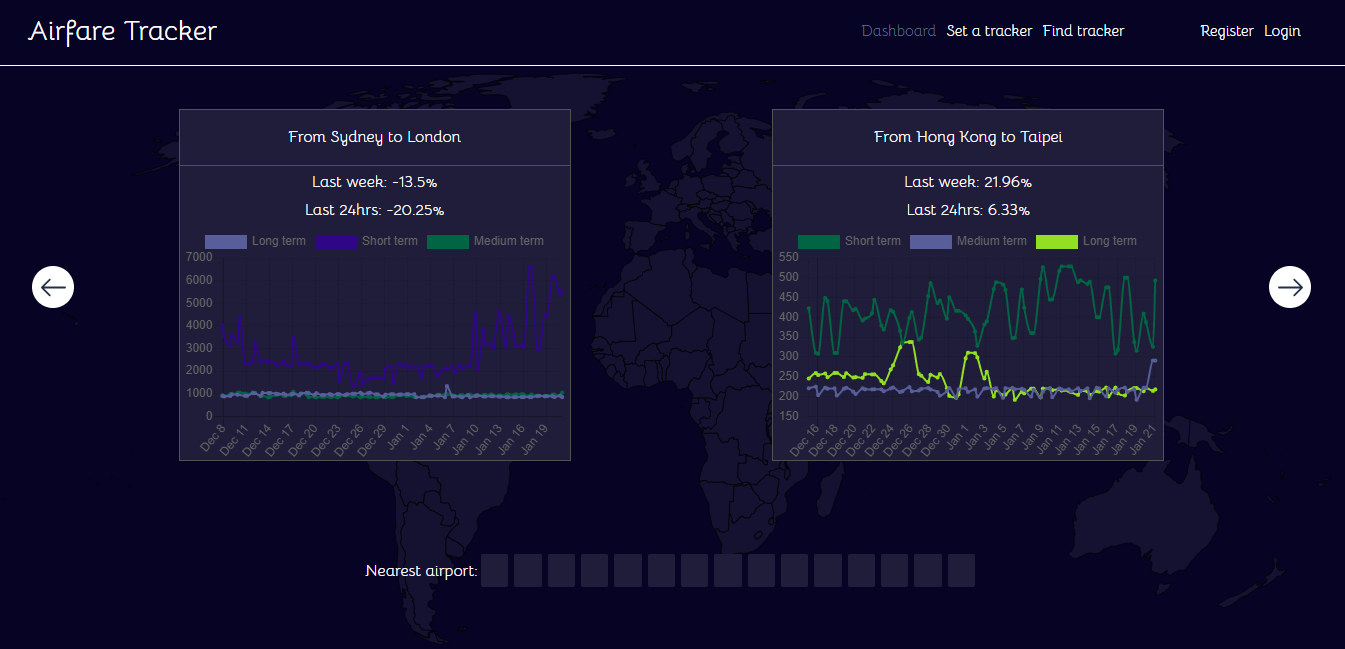 Airfare Tracker
Dashboard Set a tracker Find tracker Register Login
From Sydney to London
Last week: -13.5%
Last 24hrs: -20.25%
Long term Short term Medium term
7000
6000
5000
4000
3000
2000
1000
0
Dec 8 Dec 11 Dec 14 Dec 17 Dec 20 Dec 23 Dec 26 Dec 29 Jan 1 Jan 4 Jan 7 Jan 10 Jan 13 Jan 16 Jan 19
From Hong Kong to Taipei
Last week: 21.96%
Last 24hrs: 6.33%
Short term Medium term Long term
550
500
450
400
350
300
250
200
150
Dec 16 Dec 18 Dec 20 Dec 22 Dec 24 Dec 26 Dec 28 Dec 30 Jan 1 Jan 3 Jan 5 Jan 7 Jan 9 Jan 11 Jan 13 Jan 15 Jan 17 Jan 19 Jan 21
Nearest airport: